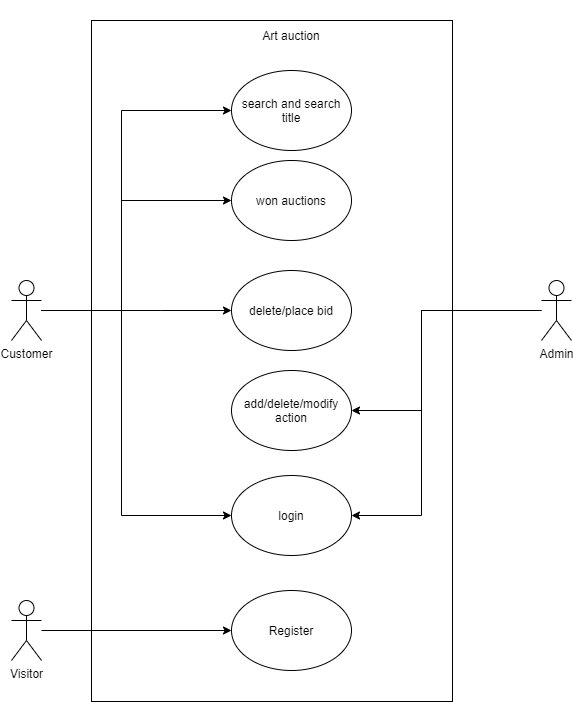 Art auction
search and search
title
won auctions
delete/place bid
Customer
Admin
add/delete/modify
action
login
Register
Visitor